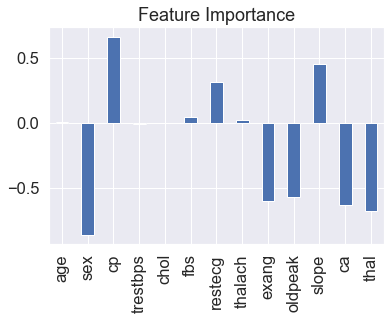 Feature Importance
0.5
0.0
−0.5
age
sex
cp
trestbps
chol
fbs
restecg
thalach
exang
oldpeak
slope
ca
thal